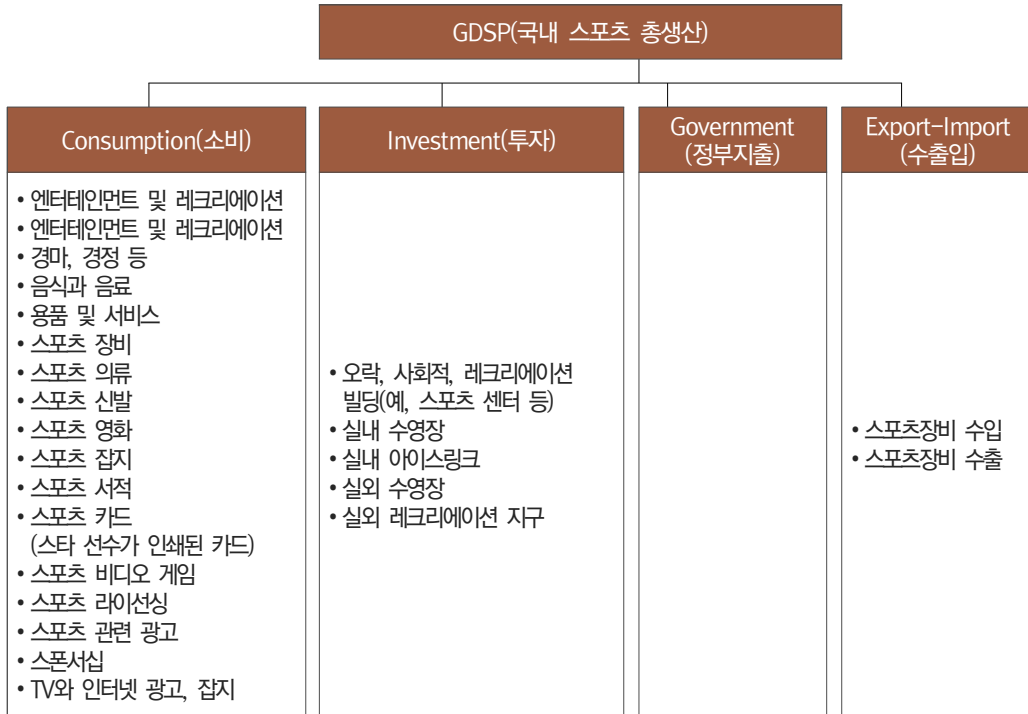 GDSP(국내 스포츠 총생산)
Consumption(소비)
• 엔터테인먼트 및 레크리에이션
• 엔터테인먼트 및 레크리에이션
• 경마, 경정 등
• 음식과 음료
• 용품 및 서비스
• 스포츠 장비
• 스포츠 의류
• 스포츠 신발
• 스포츠 영화
• 스포츠 잡지
• 스포츠 서적
• 스포츠 카드
(스타 선수가 인쇄된 카드)
• 스포츠 비디오 게임
• 스포츠 라이선싱
• 스포츠 관련 광고
• 스폰서십
• TV와 인터넷 광고, 잡지
Investment(투자)
• 오락, 사회적, 레크리에이션
빌딩(예, 스포츠 센터 등)
• 실내 수영장
• 실내 아이스링크
• 실외 수영장
• 실외 레크리에이션 지구
Government
(정부지출)
Export-Import
(수출입)
• 스포츠장비 수입
• 스포츠장비 수출